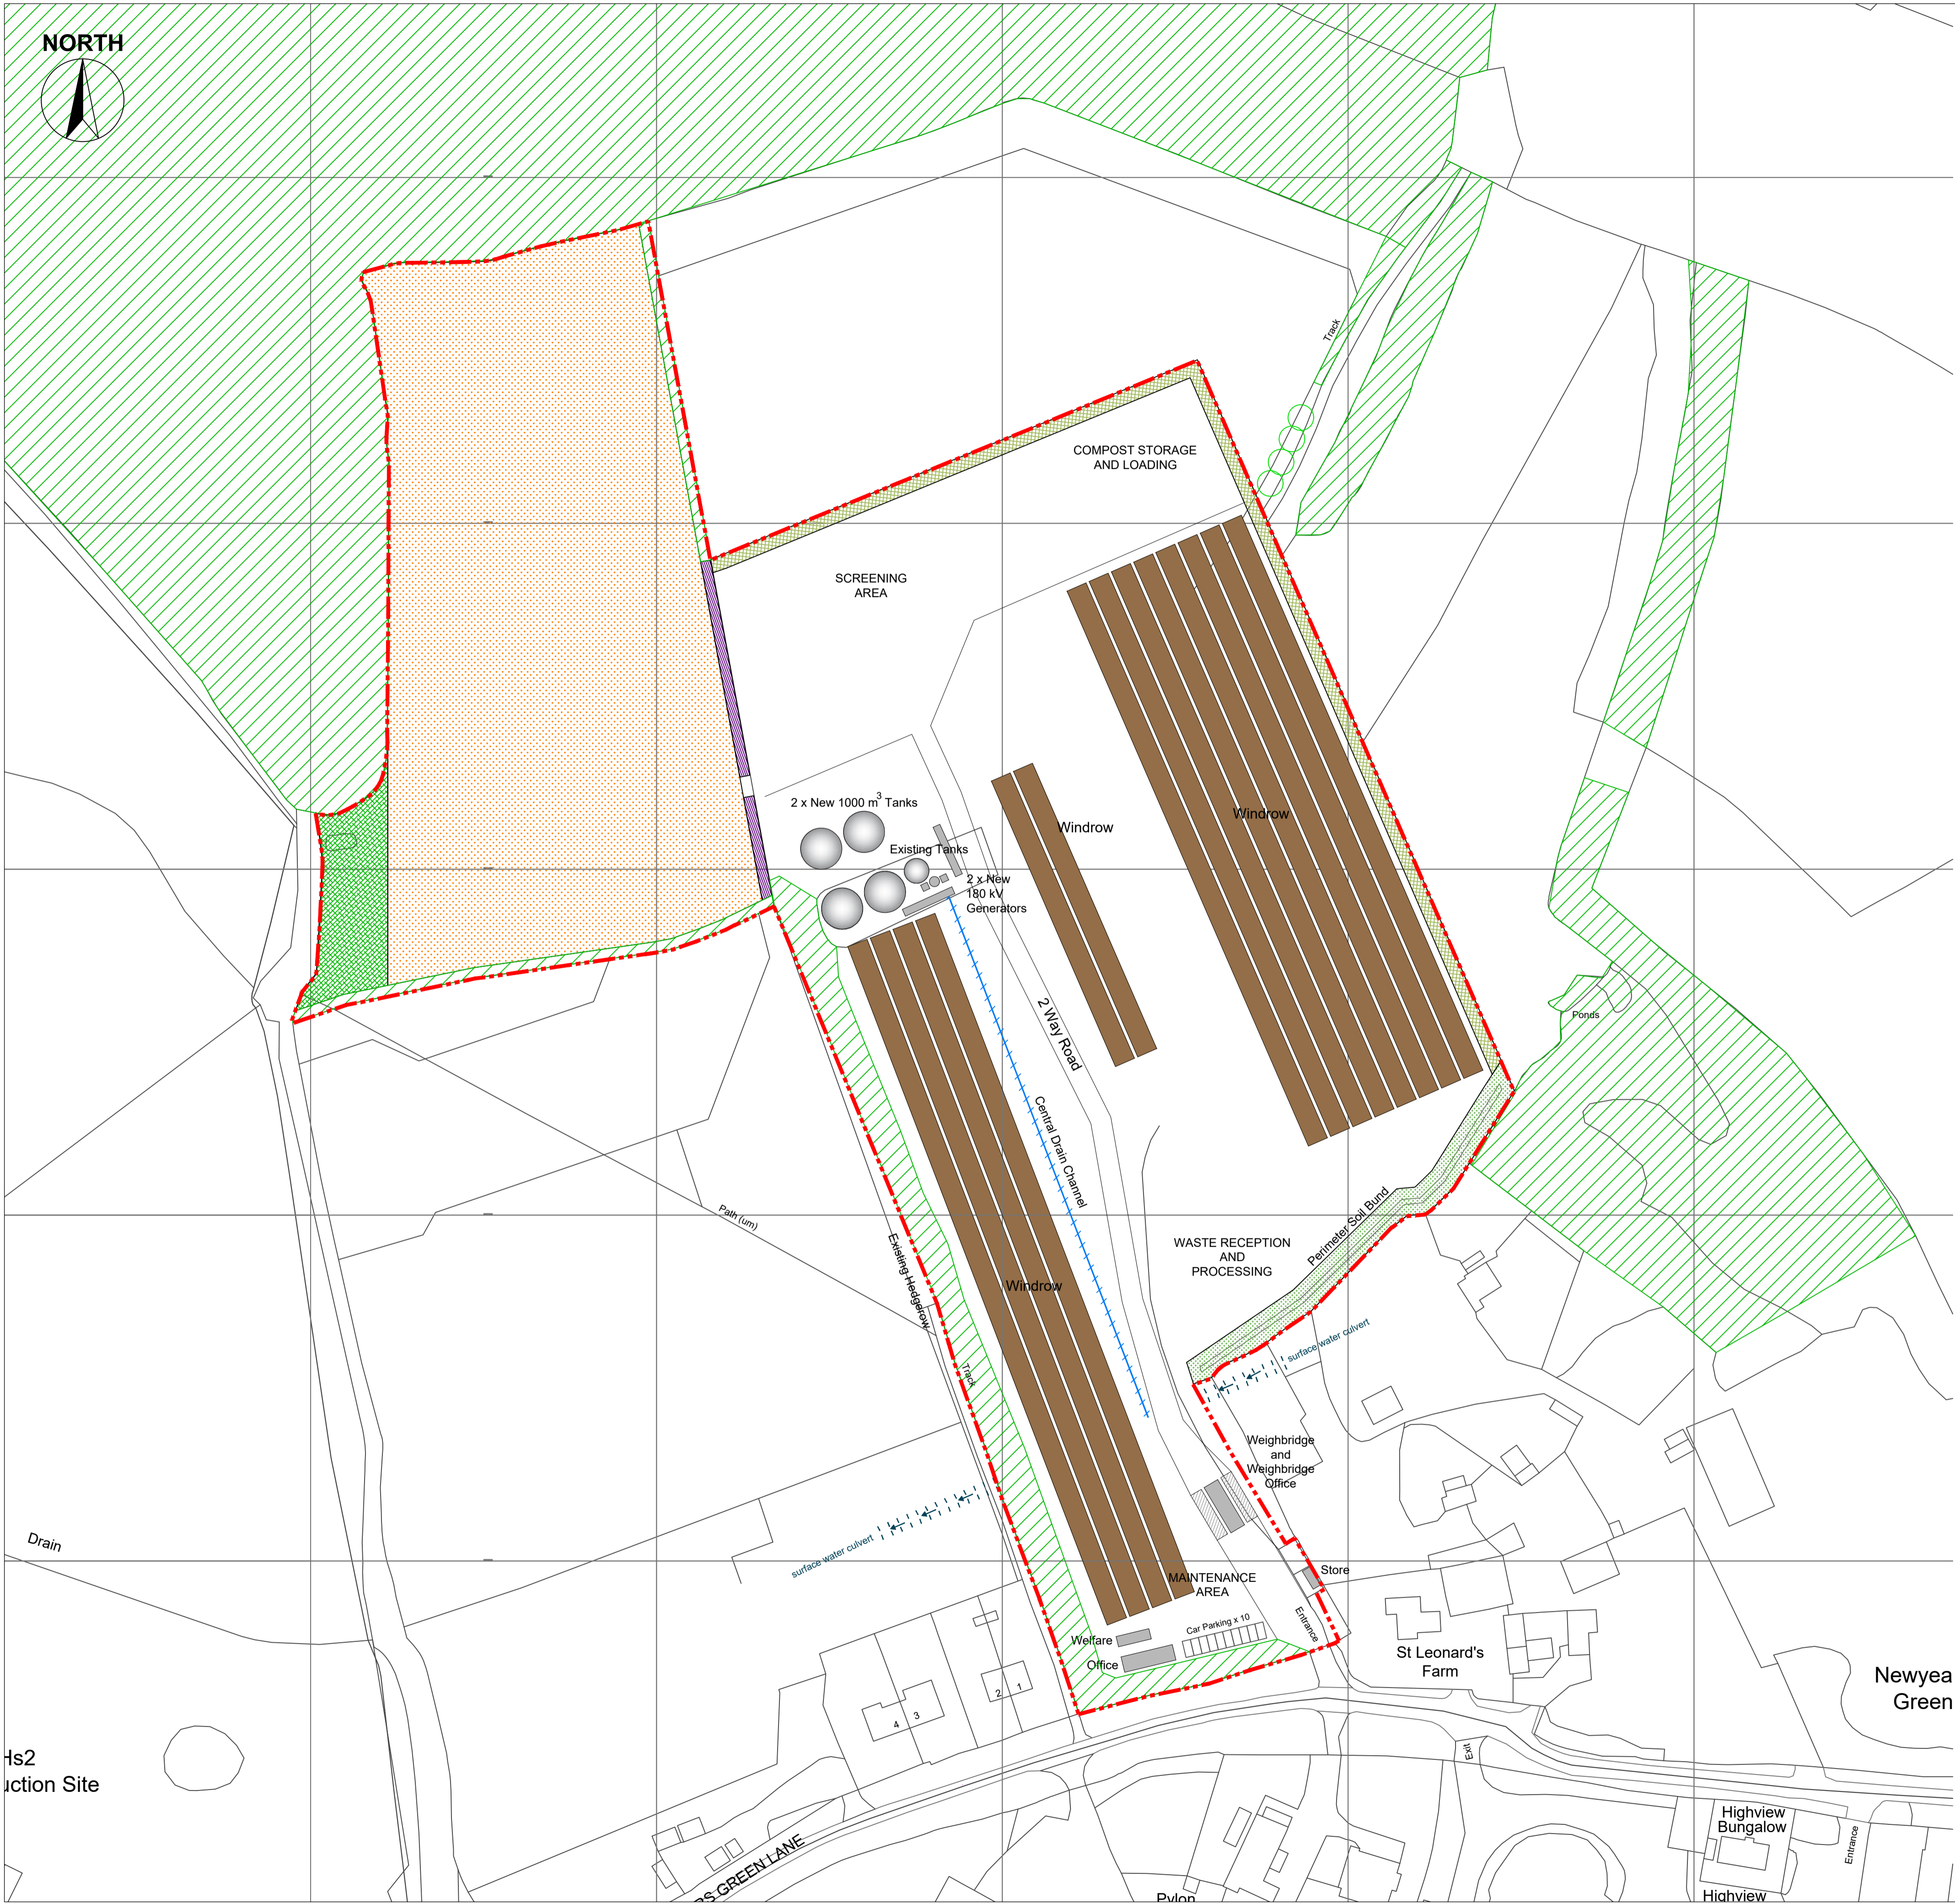 NORTH
Track
COMPOST STORAGE
AND LOADING
SCREENING
AREA
2 x New 1000 m3 Tanks
Windrow
Windrow
Existing Tanks
2 x New
180 kV
Generators
2 Way Road
Ponds
Central Drain Channel
Path (um)
Perimeter Soil Bund
WASTE RECEPTION
AND
PROCESSING
Existing Hedgerow
Windrow
surface water culvert
Track
Weighbridge
and
Weighbridge
Office
Drain
surface water culvert
Store
MAINTENANCE
AREA
Entrance
Car Parking x 10
Welfare
Office
St Leonard's
Farm
Newyea
Green
2 1
4 3
Exit
Hs2
uction Site
RS GREEN LANE
Highview
Bungalow
Entrance
Pylon
Highview